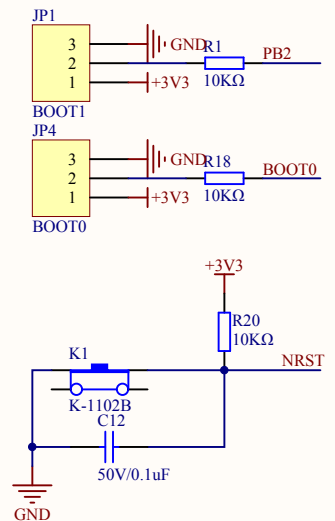 JP1
3
GND
R1
PB2
2
1
+3V3
10KΩ
BOOT1
JP4
3
GND
R18
BOOT0
2
1
+3V3
10KΩ
BOOT0
+3V3
R20
10KΩ
NRST
K1
K-1102B
C12
50V/0.1uF
GND